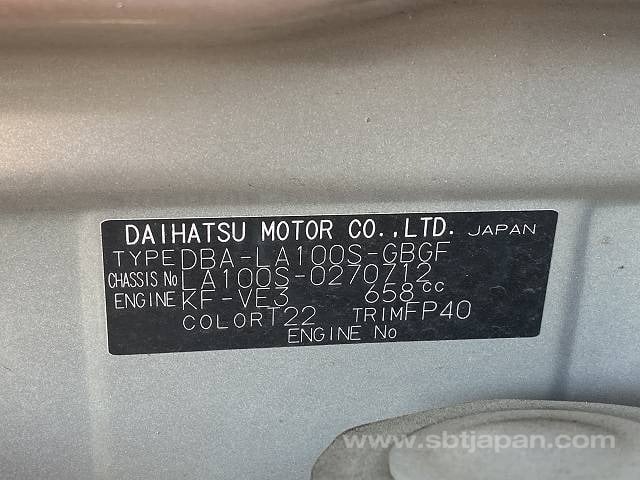 DAIHATSU MOTOR CO.,LTD. JAPAN
TYPE DBA-LA100S-GBGF
CHASSIS No LA100S-0270712
ENGINE KF-VE3 658cc
COLOR T22 TRIM FP40
ENGINE No
www.sbtjapan.com